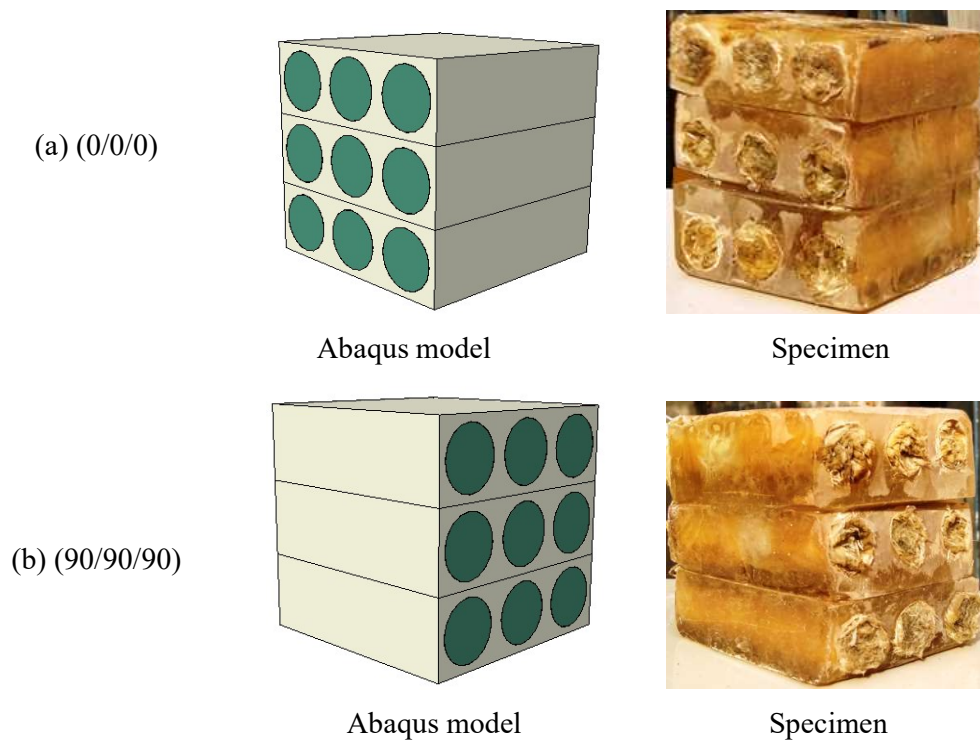 (a) (0/0/0)
Abaqus model
Specimen
(b) (90/90/90)
Abaqus model
Specimen